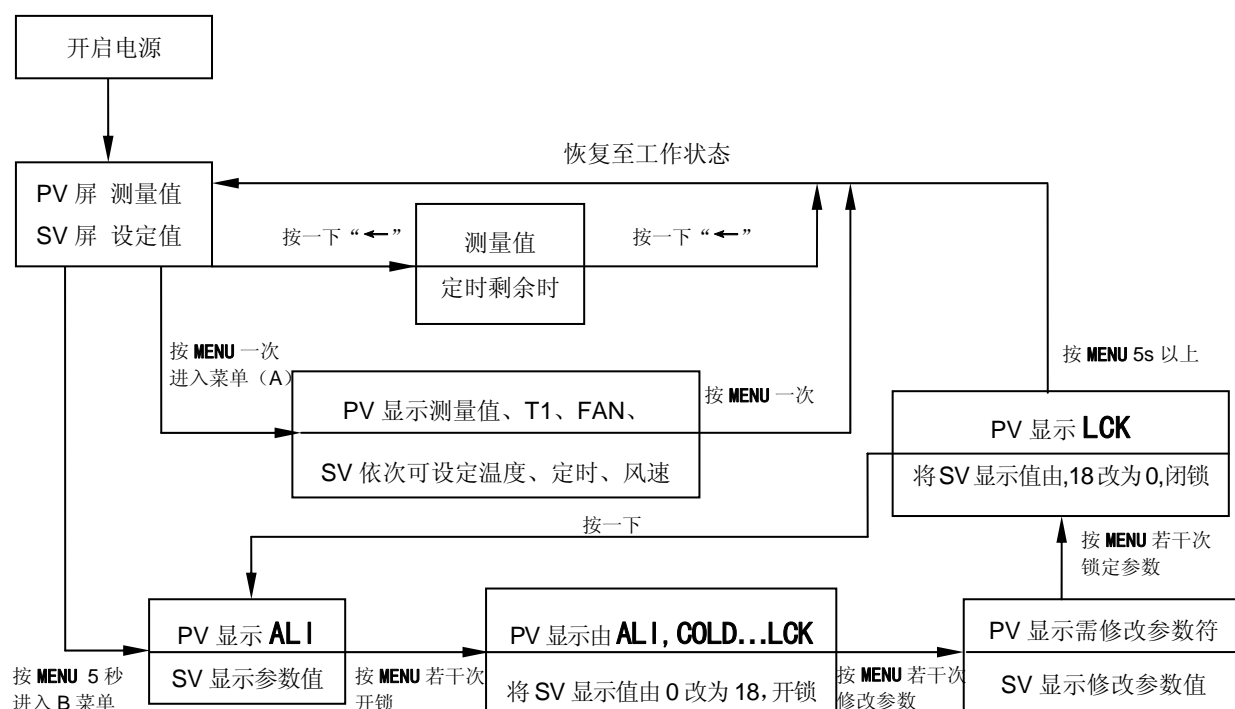 开启电源
恢复至工作状态
PV 屏 测量值
SV 屏 设定值
按一下“←”
测量值
定时剩余时
按一下“←”
按 MENU 一次
进入菜单（A）
PV 显示测量值、T1、FAN、
SV 依次可设定温度、定时、风速
按 MENU 一次
按 MENU 5s 以上
PV 显示 LCK
将 SV 显示值由,18 改为 0,闭锁
按一下
按 MENU 若干次
锁定参数
按 MENU 5 秒
进入 B 菜单
PV 显示 ALI
SV 显示参数值
按 MENU 若干次
开锁
PV 显示由 ALI,COLD...LCK
将 SV 显示值由 0 改为 18，开锁
按 MENU 若干次
修改参数
PV 显示需修改参数符
SV 显示修改参数值